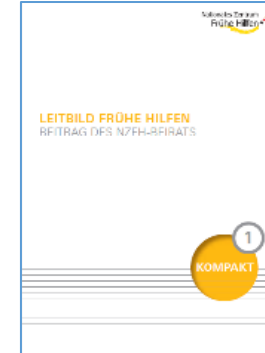 Nationales Zentrum
Frühe Hilfen
LEITBILD FRÜHE HILFEN
BEITRAG DES NZFH-BEIRATS
1
KOMPAKT